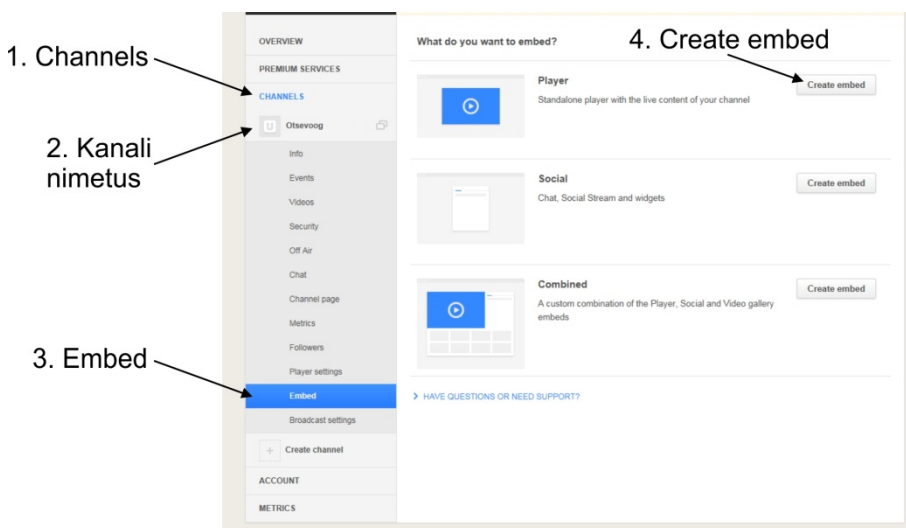 1. Channels
2. Kanali
nimetus
3. Embed
4. Create embed
OVERVIEW
PREMIUM SERVICES
CHANNELS
U Otsevoog
Info
Events
Videos
Security
Off Air
Chat
Channel page
Metrics
Followers
Player settings
Embed
Broadcast settings
+ Create channel
ACCOUNT
METRICS
What do you want to embed?
Player
Standalone player with the live content of your channel
Create embed
Social
Chat, Social Stream and widgets
Create embed
Combined
A custom combination of the Player, Social and Video gallery
embeds
Create embed
> HAVE QUESTIONS OR NEED SUPPORT?